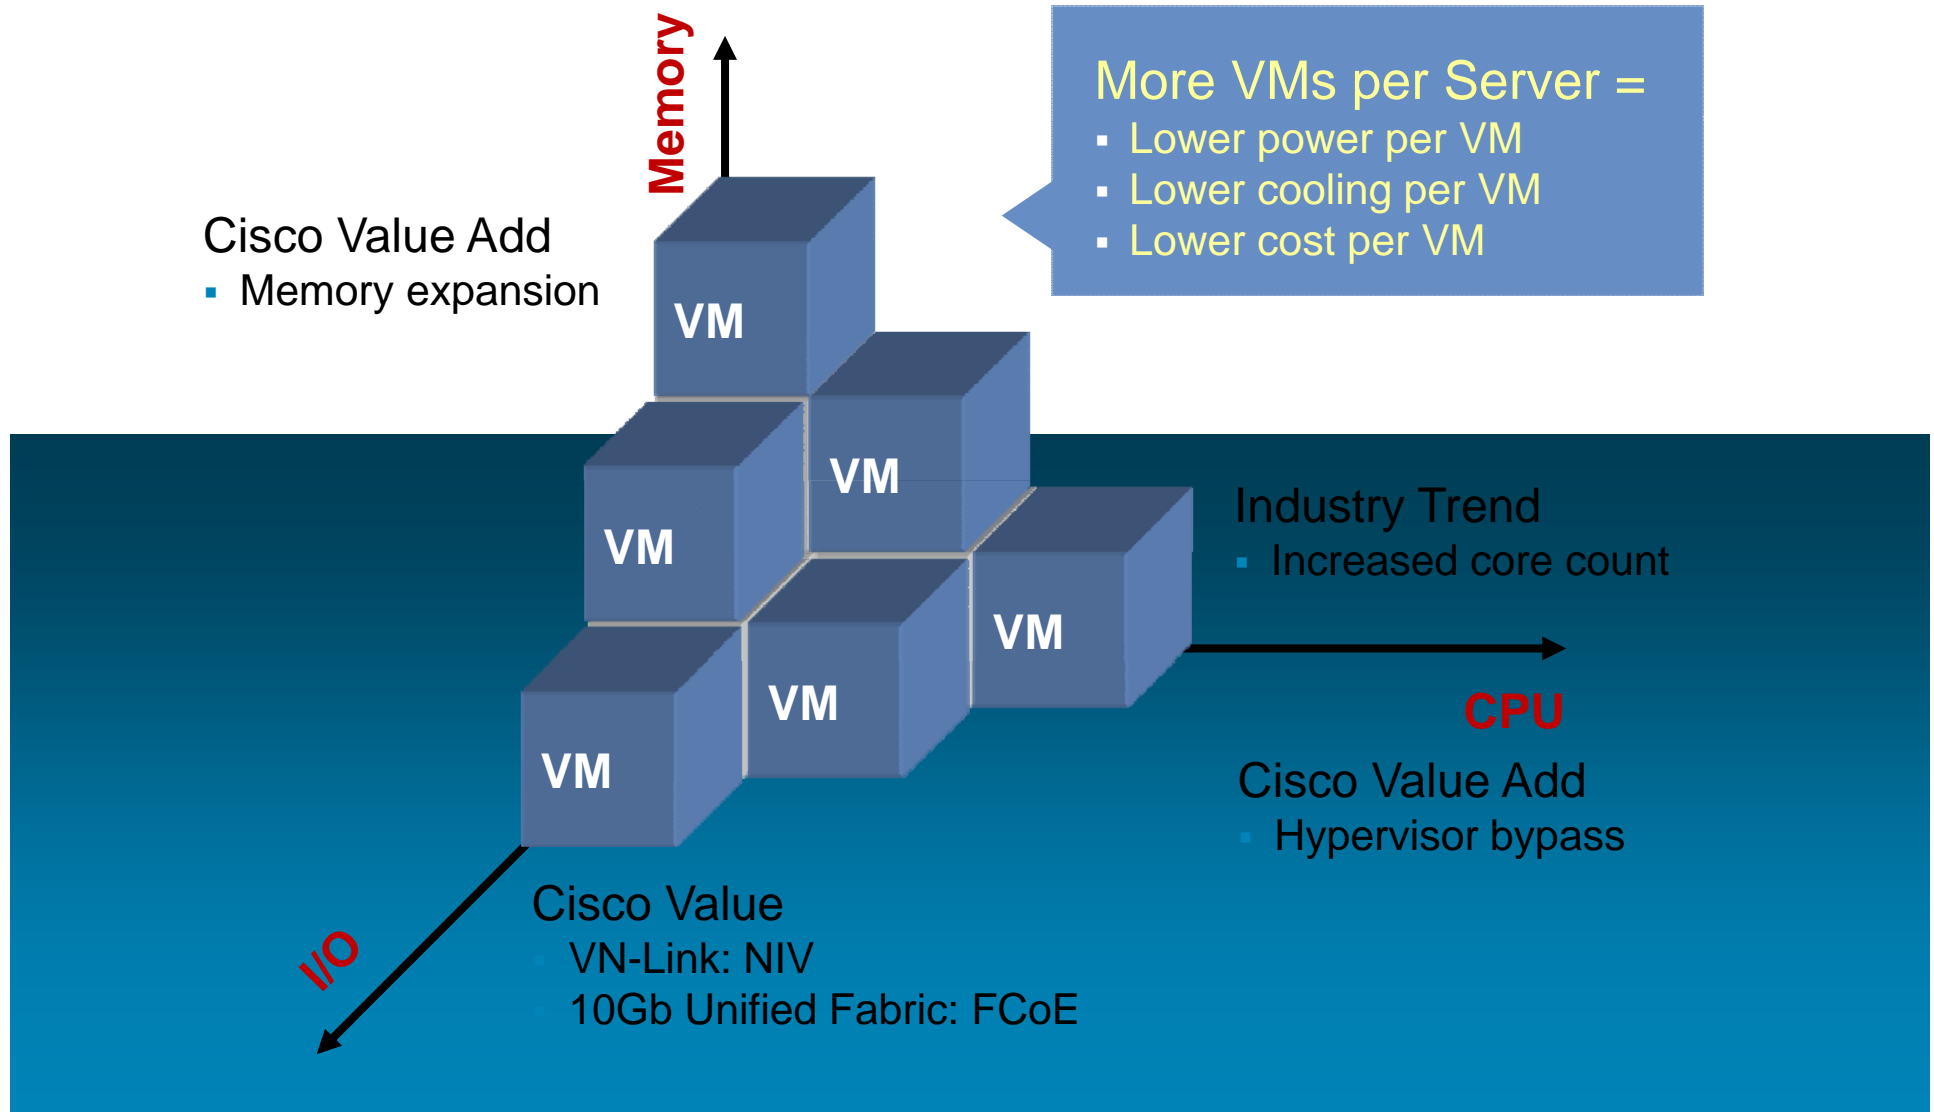 Memory
More VMs per Server =
▪ Lower power per VM
▪ Lower cooling per VM
▪ Lower cost per VM
Cisco Value Add
▪ Memory expansion
VM
VM
VM
VM
VM
VM
Industry Trend
▪ Increased core count
CPU
Cisco Value Add
▪ Hypervisor bypass
I/O
Cisco Value
▪ VN-Link: NIV
▪ 10Gb Unified Fabric: FCoE